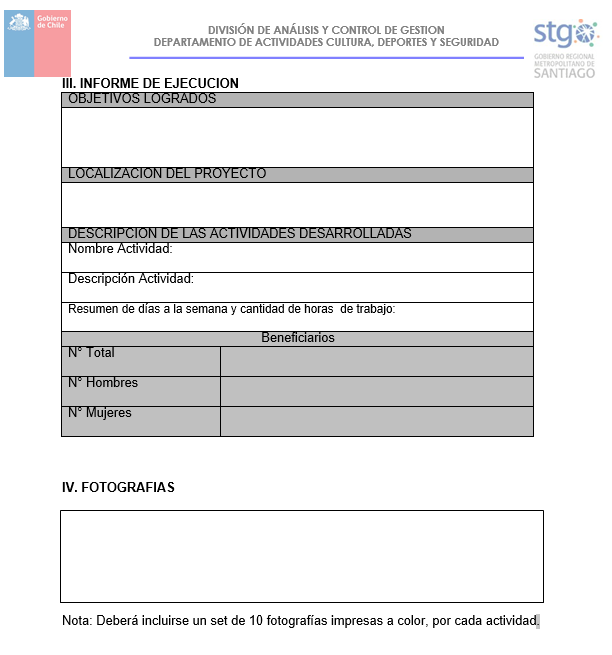 Gobierno
de Chile
DIVISIÓN DE ANÁLISIS Y CONTROL DE GESTION
DEPARTAMENTO DE ACTIVIDADES CULTURA, DEPORTES Y SEGURIDAD
stgo
GOBIERNO REGIONAL
METROPOLITANO DE
SANTIAGO
III. INFORME DE EJECUCION
OBJETIVOS LOGRADOS
LOCALIZACION DEL PROYECTO
DESCRIPCION DE LAS ACTIVIDADES DESARROLLADAS
Nombre Actividad:
Descripción Actividad:
Resumen de días a la semana y cantidad de horas de trabajo:
Beneficiarios
N° Total
N° Hombres
N° Mujeres
IV. FOTOGRAFIAS
Nota: Deberá incluirse un set de 10 fotografías impresas a color, por cada actividad.